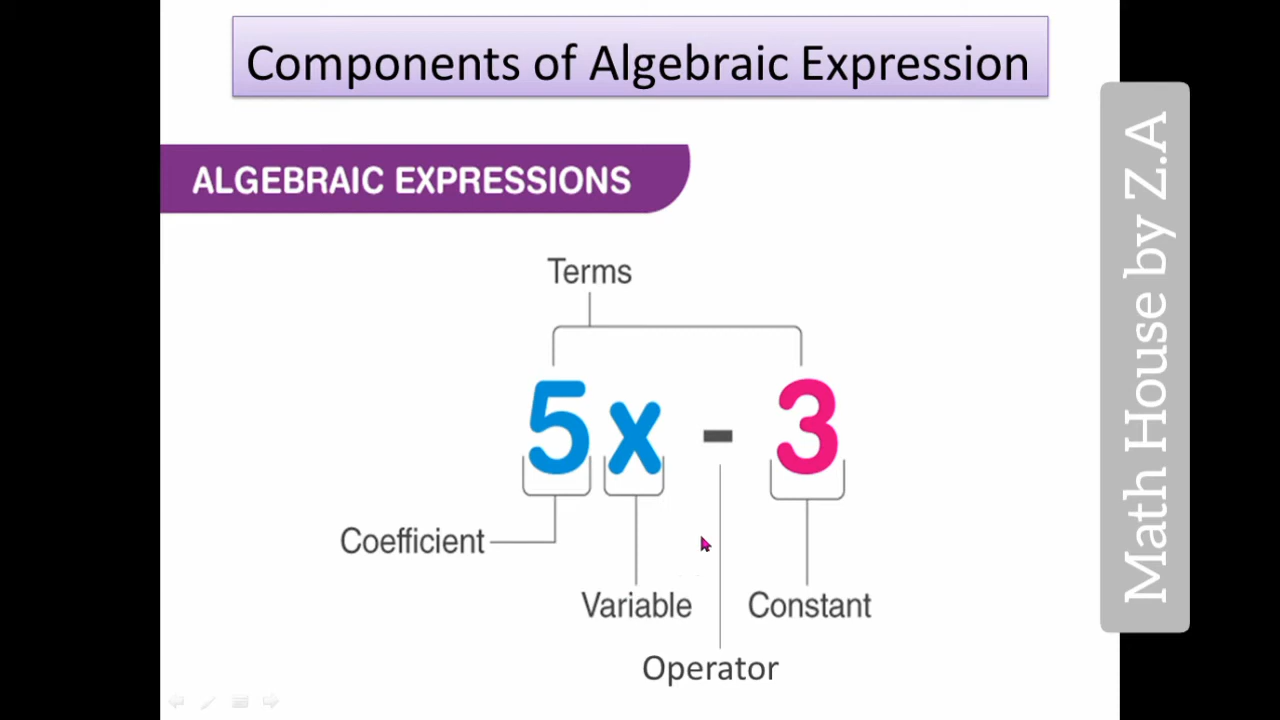 Components of Algebraic Expression
ALGEBRAIC EXPRESSIONS
Terms
5x - 3
Coefficient
Variable
Constant
Operator
Math House by Z.A